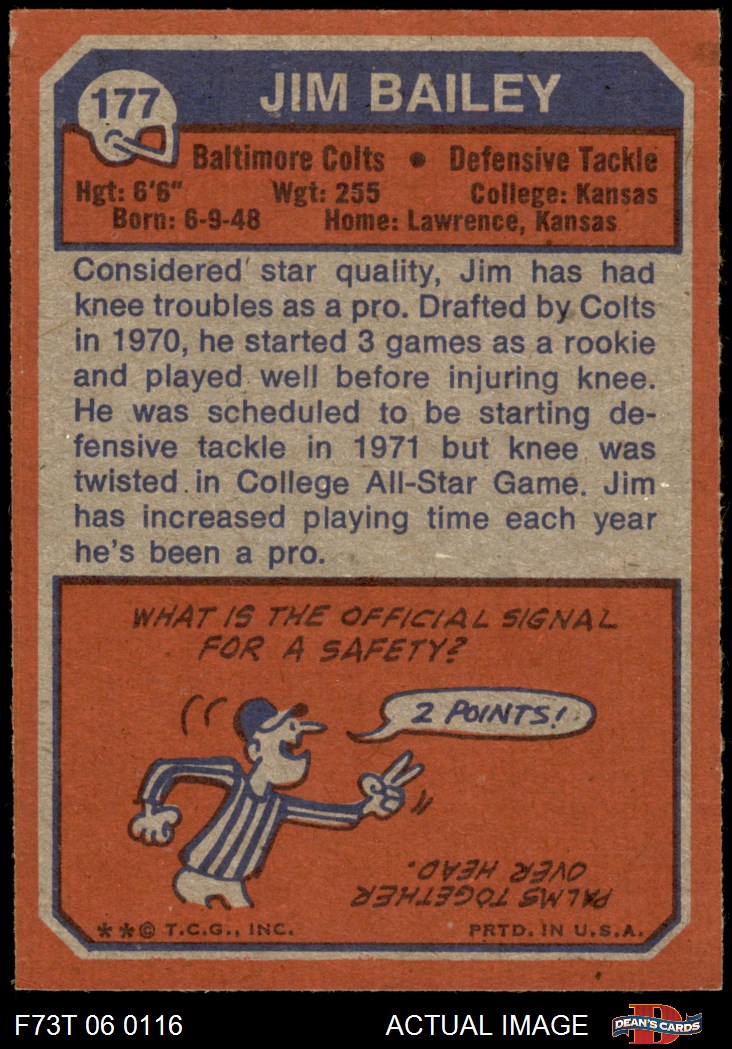 177
JIM BAILEY
Baltimore Colts • Defensive Tackle
Hgt: 6'6" Wgt: 255 College: Kansas
Born: 6-9-48 Home: Lawrence, Kansas
Considered star quality, Jim has had
knee troubles as a pro. Drafted by Colts
in 1970, he started 3 games as a rookie
and played well before injuring knee.
He was scheduled to be starting de-
fensive tackle in 1971 but knee was
twisted in College All-Star Game. Jim
has increased playing time each year
he's been a pro.
WHAT IS THE OFFICIAL SIGNAL
FOR A SAFETY?
2 POINTS!
PALMS TOGETHER
OVER HEAD.
**© T.C.G., INC. PRTD. IN U.S.A.
F73T 06 0116 ACTUAL IMAGE
D
DEAN'S CARDS